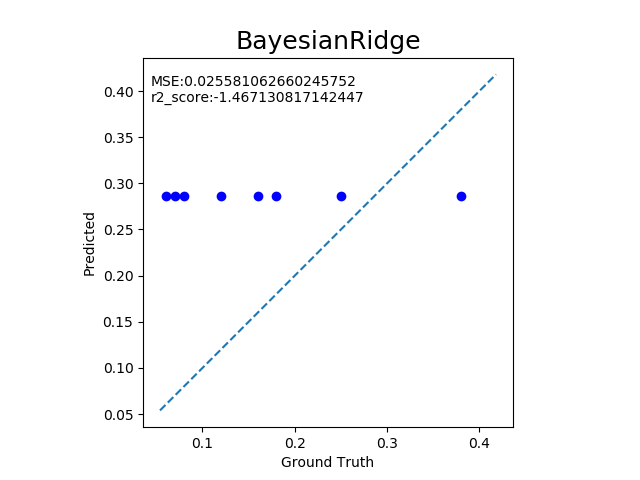 BayesianRidge
MSE:0.025581062660245752
r2_score:-1.467130817142447
0.40
0.35
0.30
0.25
0.20
0.15
0.10
0.05
Predicted
0.1 0.2 0.3 0.4
Ground Truth